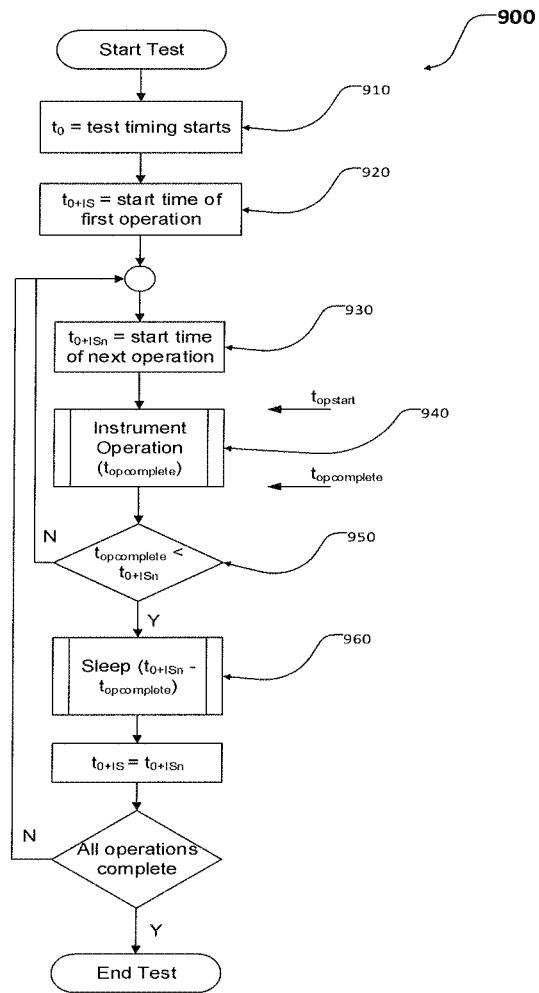 900
Start Test
910
t0 = test timing starts
920
t0+IS = start time of
first operation
930
t0+ISn = start time
of next operation
topstart
940
Instrument
Operation
(topcomplete)
topcomplete
N
950
topcomplete <
t0+ISn
Y
960
Sleep (t0+ISn -
topcomplete)
t0+IS = t0+ISn
N
All operations
complete
Y
End Test